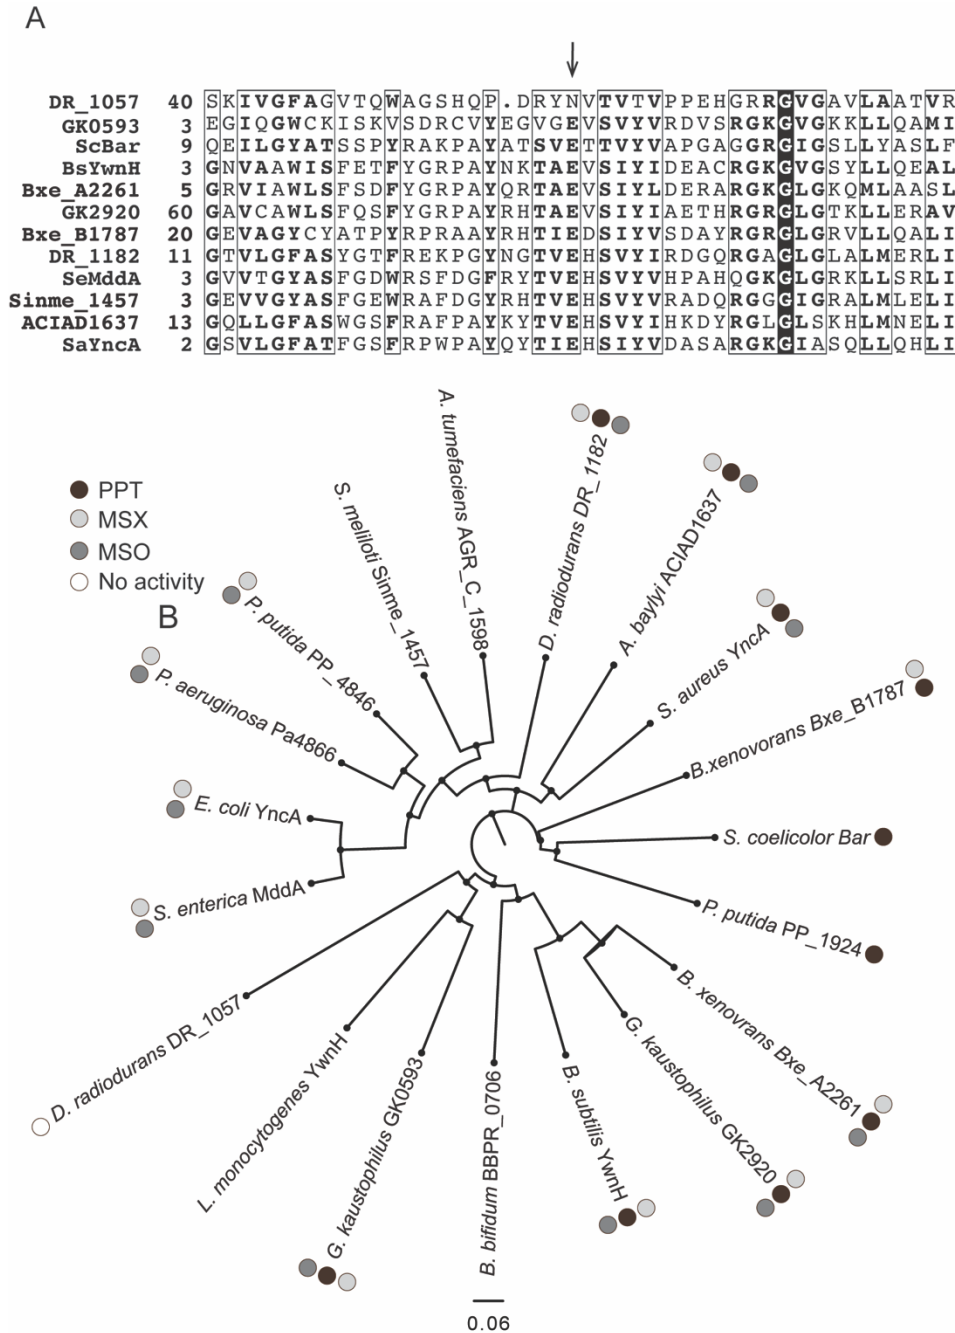 A
DR_1057 40 SKIVGFAGVTQWAGSHQP.DRYNVTVTVPPEHGRRGVGAVLAATVR
GK0593 3 EGIQGWCKISKVSDRCVYEGVGEVSVYVRDVSRGKGVGKKLLQAMI
ScBar 9 QEILGYATSSPYRAKPAYATSVETTVYVAPGAGGRGIGSLLYASLF
BsYwnH 3 GNVAAWISFETFYGRPAYNKTAEVSIYIDEACRGKGVGSYLLQEAL
Bxe_A2261 5 GRVIAWLSFSDFYGRPAYQRTAEVSIYLDERARGKGLGKQMLAASL
GK2920 60 GAVCAWLSFQSFYGRPAYRHTAEVSIYIAETHRGRGLGTKLLERAV
Bxe_B1787 20 GEVAGYCYATPYRPRAAYRHTIEDSIYVSDAYRGRGLGRVLLQALI
DR_1182 11 GTVLGFASYGTFREKPGYNGTVEHSVYVAEGQRGAGLGRALMERLI
SeMddA 3 GVVTGYASFGDWRSFDGFRYTVEHSVYVHPAHQGKGLGRKLLSRLI
Sinme_1457 3 GEVVGYASFGEWRAFDGYRHTVEHSVYVRADQRGGGIGRALMLELI
ACIAD1637 13 GQLLGFASWGSFRAFPAYKYTVEHSVYIHKDYRGLGLSKHLMNELI
SaYncA 2 GSVLGFATFGSFRPWPAYQYTIEHSIYVDASARGKGIASQLLQHLI
PPT
MSX
MSO
No activity
B
P. aeruginosa Pa4866
P. putida PP_4846
S. meliloti Sinme_1457
A. tumefaciens AGR_C_1598
D. radiodurans DR_1182
A. baylyi ACIAD1637
S. aureus YncA
B.xenovorans Bxe_B1787
S. coelicolor Bar
P. putida PP_1924
B. xenovrans Bxe_A2261
G. kaustophilus GK2920
B. subtilis YwnH
B. bifidum BBPR_0706
G. kaustophilus GK0593
L. monocytogenes YwnH
D. radiodurans DR_1057
S. enterica MddA
E. coli YncA
0.06